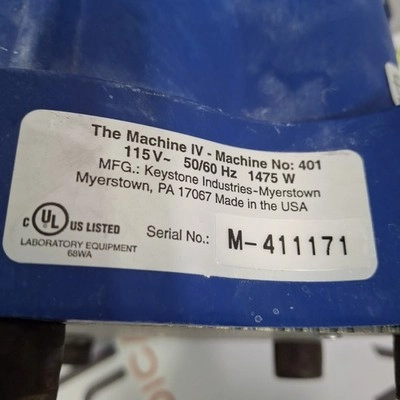 The Machine IV - Machine No: 401
115V~ 50/60 Hz 1475 W
MFG.: Keystone Industries-Myerstown
Myerstown, PA 17067 Made in the USA
C UL US LISTED
LABORATORY EQUIPMENT
68WA
Serial No.: M-411171